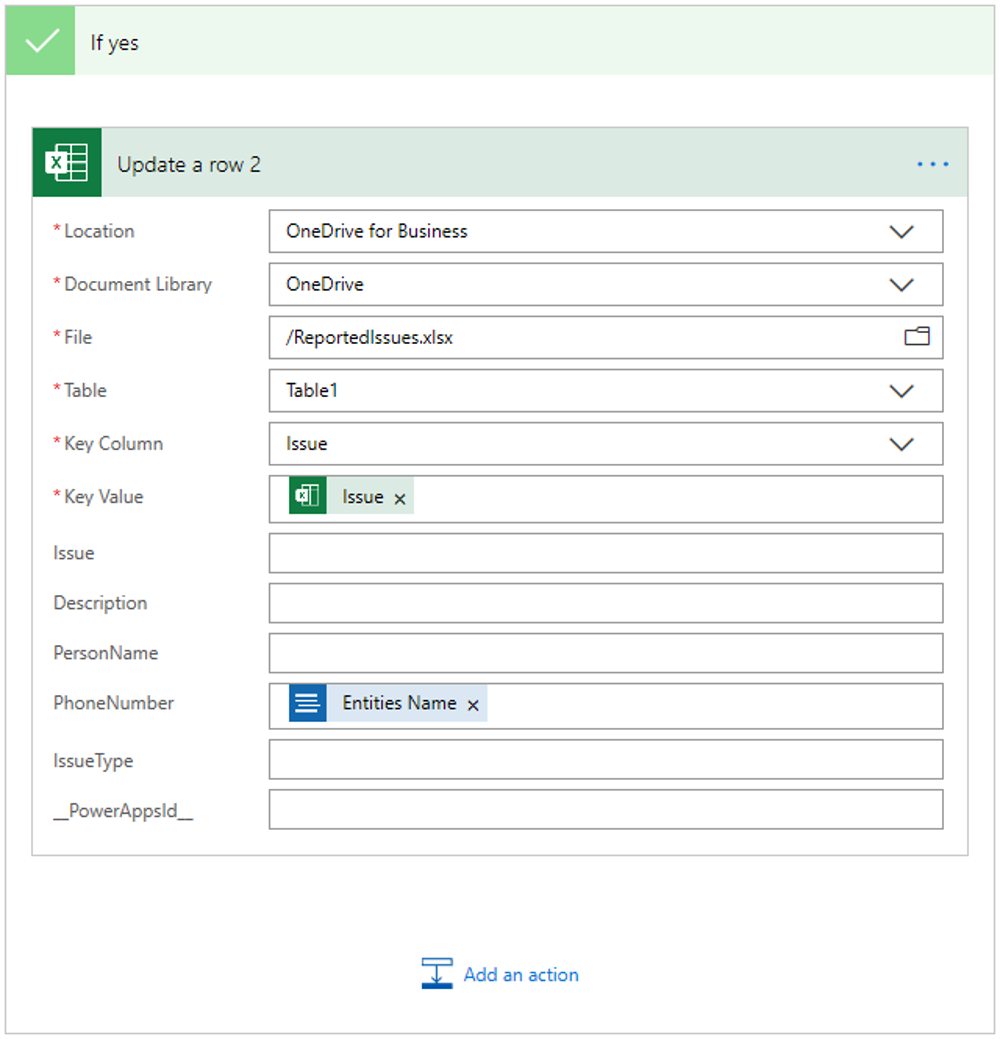 If yes
Update a row 2
* Location OneDrive for Business
* Document Library OneDrive
* File /ReportedIssues.xlsx
* Table Table1
* Key Column Issue
* Key Value Issue x
Issue
Description
PersonName
PhoneNumber Entities Name x
IssueType
__PowerAppsId__
Add an action